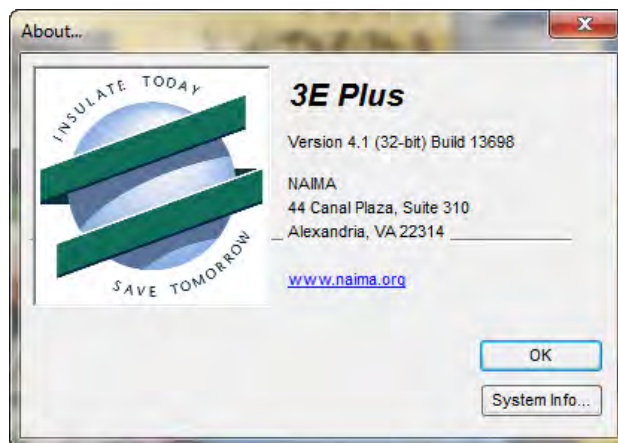 About...
INSULATE TODAY
SAVE TOMORROW
3E Plus
Version 4.1 (32-bit) Build 13698
NAIMA
44 Canal Plaza, Suite 310
Alexandria, VA 22314
www.naima.org
OK
System Info...